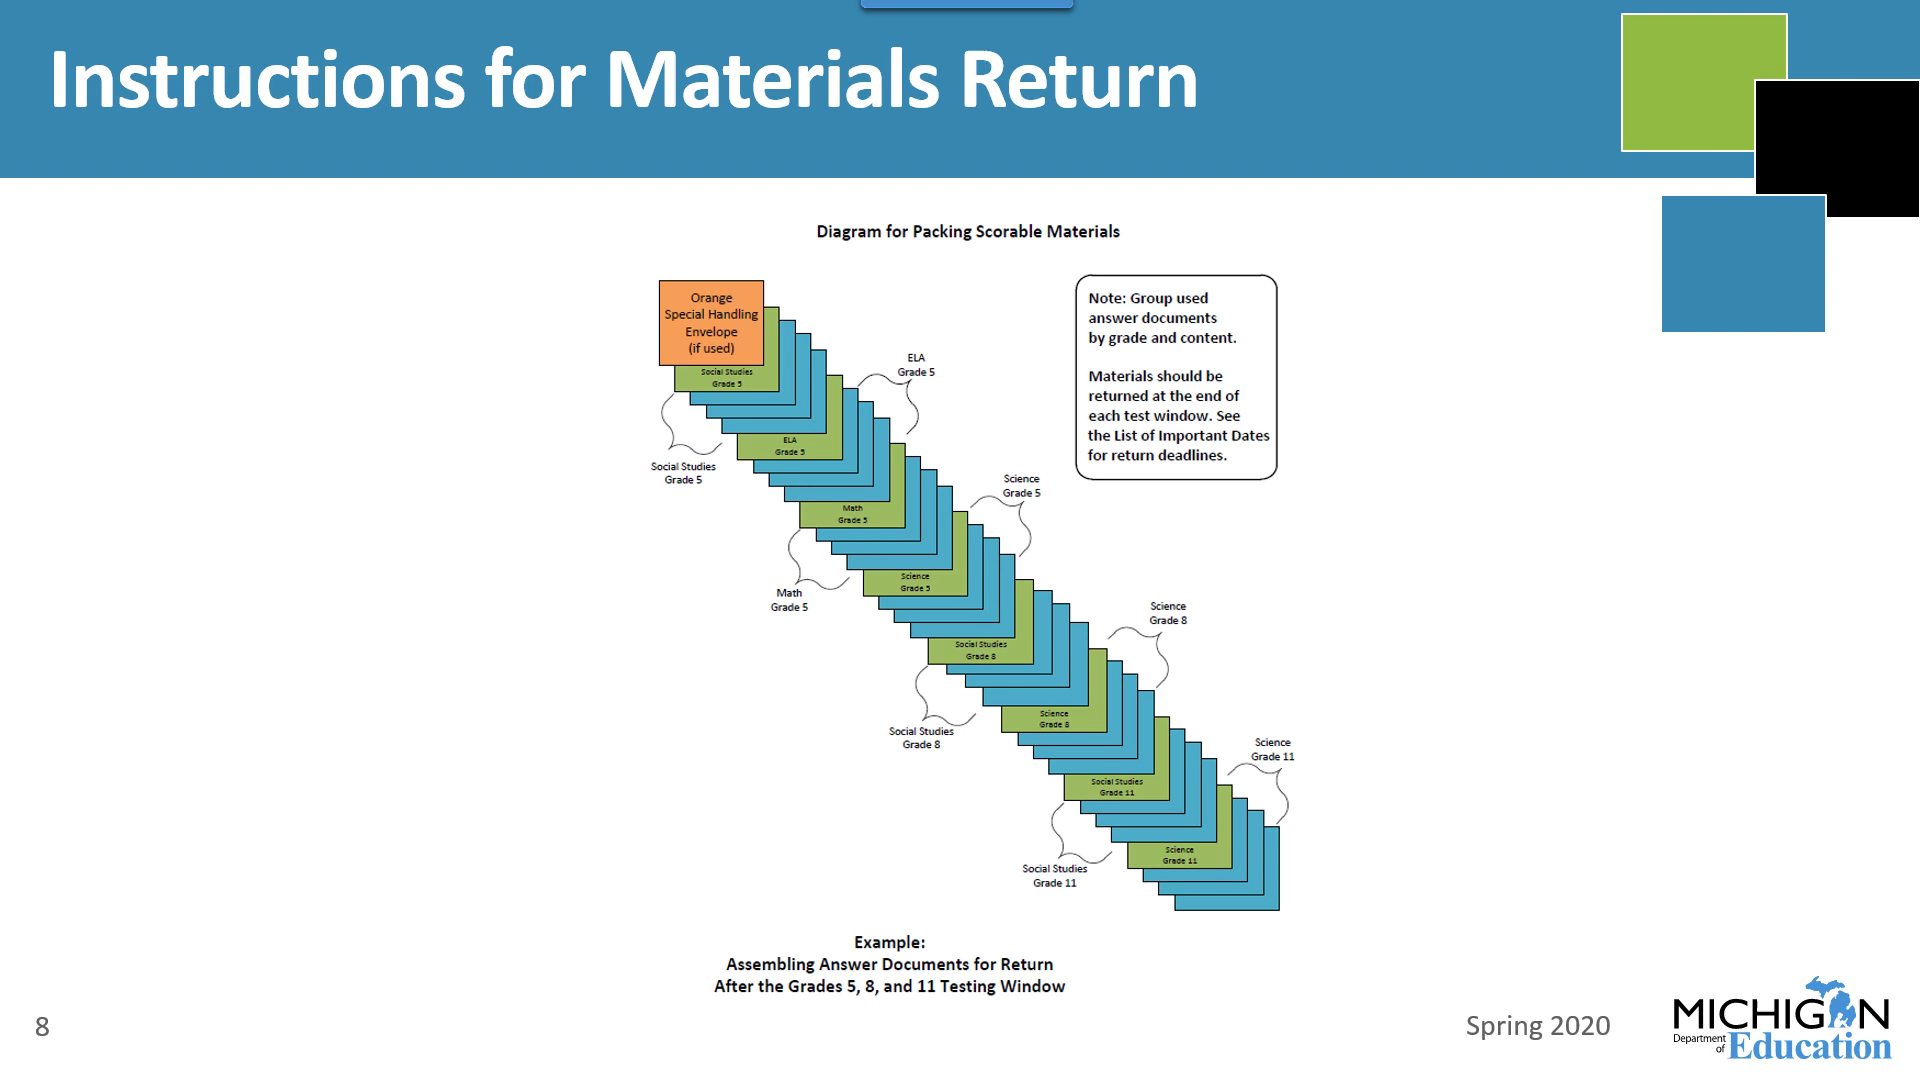 Instructions for Materials Return
Diagram for Packing Scorable Materials
Orange
Special Handling
Envelope
(if used)
Social Studies
Grade 5
Social Studies
Grade 5
ELA
Grade 5
ELA
Grade 5
Math
Grade 5
Math
Grade 5
Science
Grade 5
Science
Grade 5
Social Studies
Grade 8
Social Studies
Grade 8
Science
Grade 8
Science
Grade 8
Social Studies
Grade 11
Social Studies
Grade 11
Science
Grade 11
Science
Grade 11
Note: Group used
answer documents
by grade and content.
Materials should be
returned at the end of
each test window. See
the List of Important Dates
for return deadlines.
Example:
Assembling Answer Documents for Return
After the Grades 5, 8, and 11 Testing Window
8
Spring 2020
MICHIGAN
Department
of Education